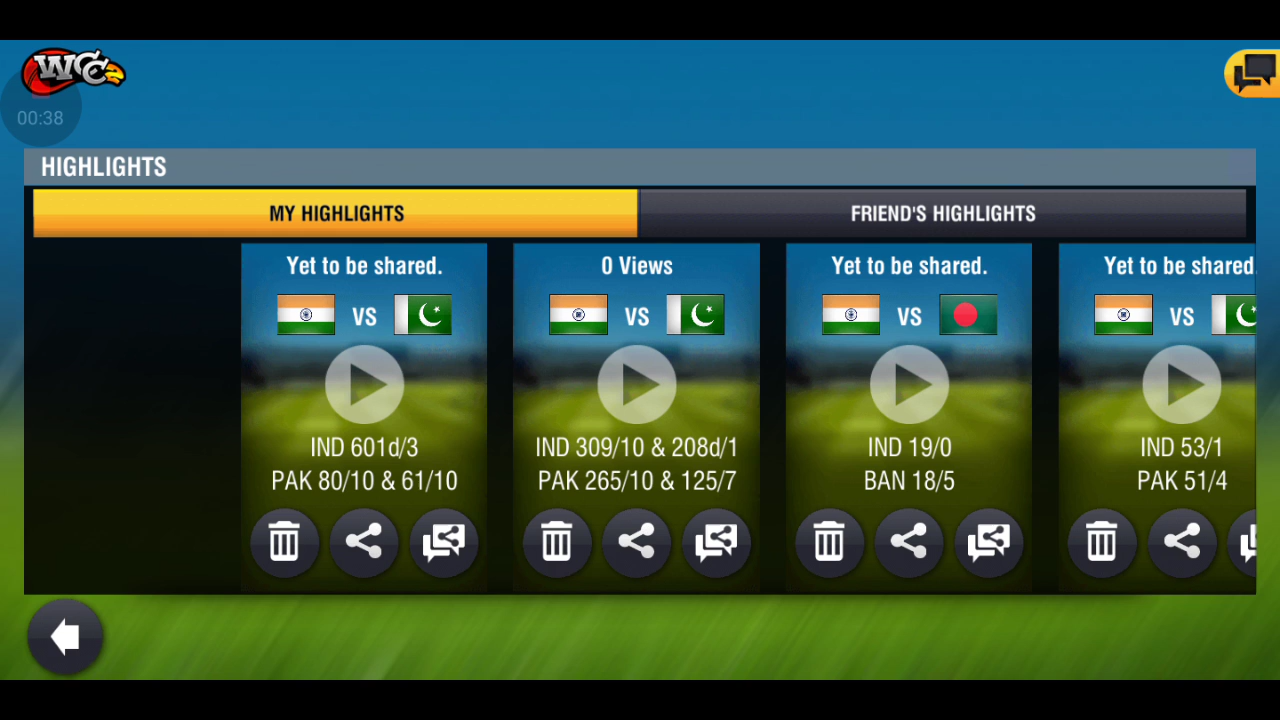 WCC
00:38
HIGHLIGHTS
MY HIGHLIGHTS
FRIEND'S HIGHLIGHTS
Yet to be shared.
VS
IND 601d/3
PAK 80/10 & 61/10
0 Views
VS
IND 309/10 & 208d/1
PAK 265/10 & 125/7
Yet to be shared.
VS
IND 19/0
BAN 18/5
Yet to be shared
VS
IND 53/1
PAK 51/4